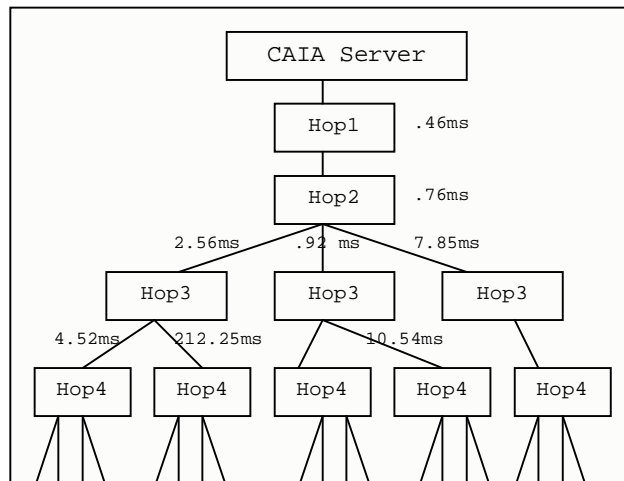 CAIA Server
Hop1 .46ms
Hop2 .76ms
2.56ms .92 ms 7.85ms
Hop3 Hop3 Hop3
4.52ms 212.25ms 10.54ms
Hop4 Hop4 Hop4 Hop4 Hop4